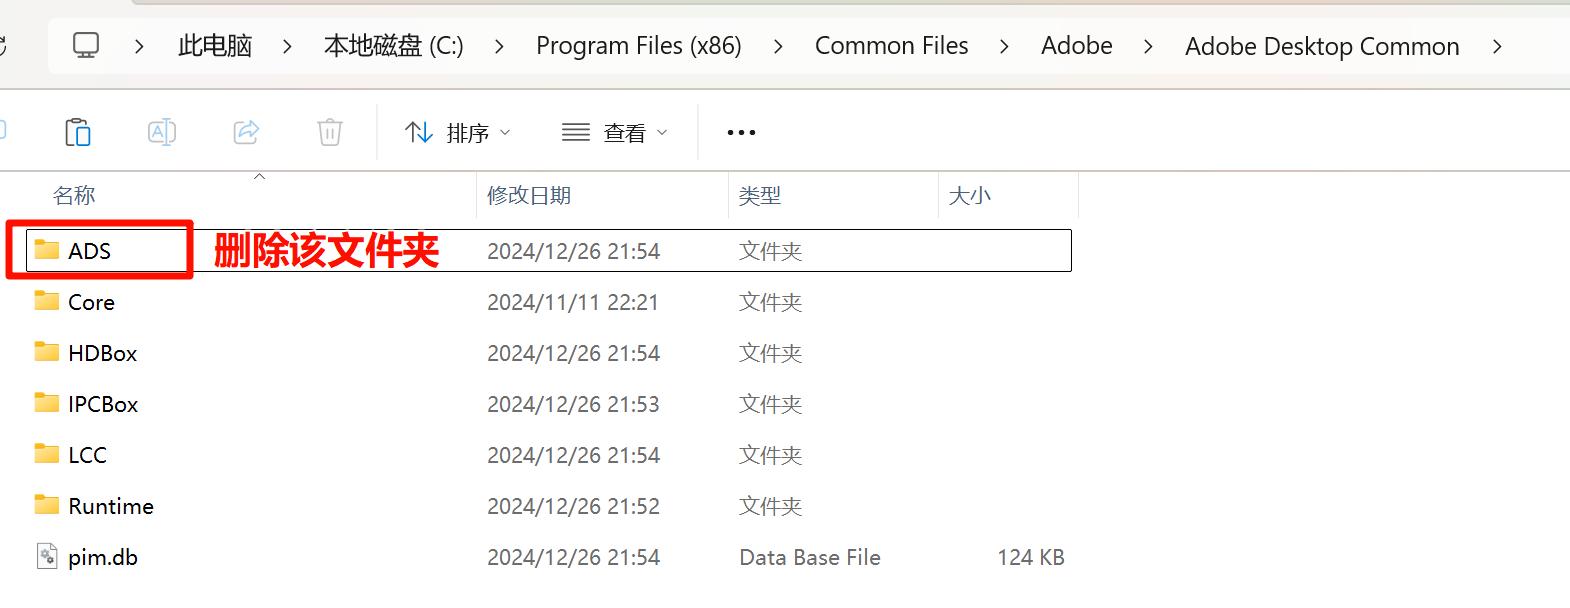 此电脑 本地磁盘 (C:) Program Files (x86) Common Files Adobe Adobe Desktop Common
排序 查看
名称 修改日期 类型 大小
ADS 删除该文件夹 2024/12/26 21:54 文件夹
Core 2024/11/11 22:21 文件夹
HDBox 2024/12/26 21:54 文件夹
IPCBox 2024/12/26 21:53 文件夹
LCC 2024/12/26 21:54 文件夹
Runtime 2024/12/26 21:52 文件夹
pim.db 2024/12/26 21:54 Data Base File 124 KB